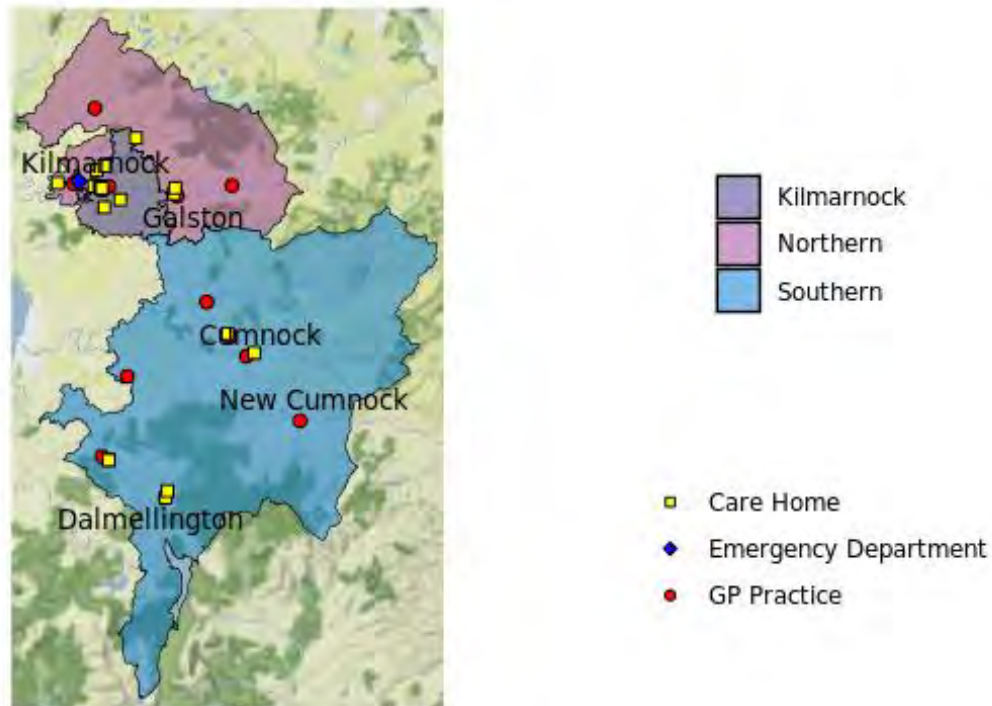 Kilmarnock
Galston
Cumnock
New Cumnock
Dalmellington
Kilmarnock
Northern
Southern
Care Home
Emergency Department
GP Practice